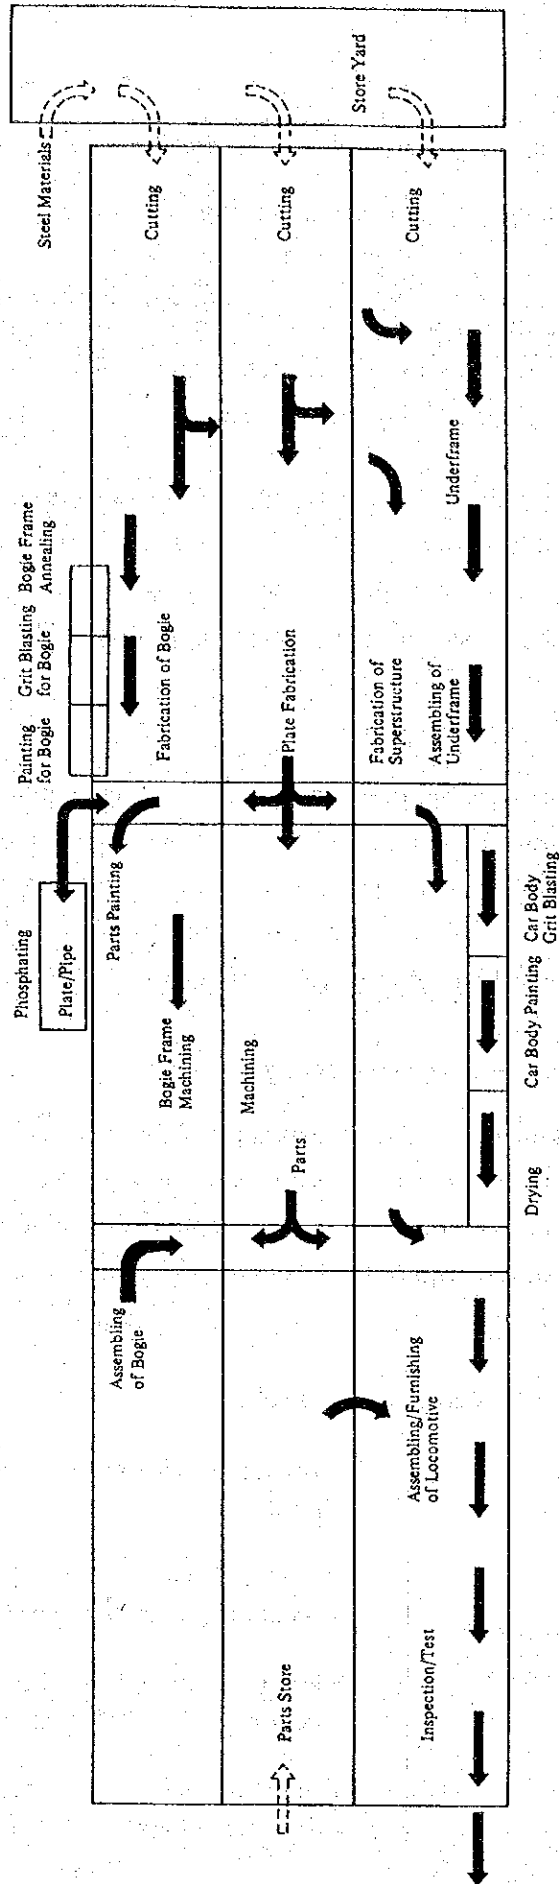 Store Yard
Steel Materials
Cutting
Cutting
Cutting
Bogie Frame
Annealing
Grit Blasting
for Bogie
Painting
for Bogie
Fabrication of Bogie
Plate Fabrication
Underframe
Fabrication of
Superstructure
Assembling of
Underframe
Phosphating
Plate/Pipe
Parts Painting
Bogie Frame
Machining
Machining
Parts
Car Body
Grit Blasting
Car Body Painting
Drying
Assembling
of Bogie
Assembling/Furnishing
of Locomotive
Parts Store
Inspection/Test